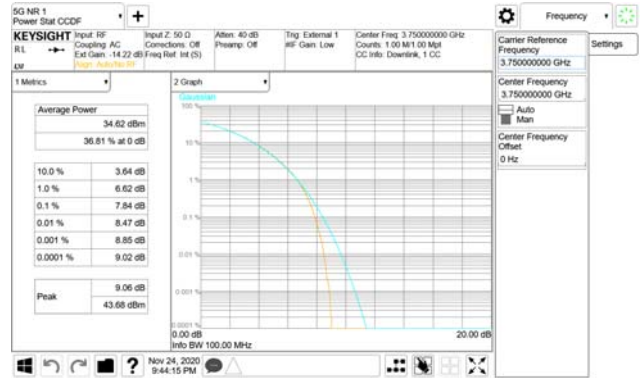 5G NR 1
Power Stat CCDF
Frequency
KEYSIGHT
RL
Input: RF
Coupling: AC
Ext Gain: -14.22 dB
Align: Auto/No RF
Input Z: 50 Ω
Corrections: Off
Freq Ref: Int (S)
Atten: 40 dB
Preamp: Off
Trig: External 1
#IF Gain: Low
Center Freq: 3.750000000 GHz
Counts: 1.00 M/1.00 Mpt
CC Info: Downlink, 1 CC
Settings
Carrier Reference
Frequency
3.750000000 GHz
Center Frequency
3.750000000 GHz
Auto
Man
Center Frequency
Offset
0 Hz
1 Metrics
Average Power
34.62 dBm
36.81 % at 0 dB
10.0 % 3.64 dB
1.0 % 6.62 dB
0.1 % 7.84 dB
0.01 % 8.47 dB
0.001 % 8.85 dB
0.0001 % 9.02 dB
Peak
9.06 dB
43.68 dBm
2 Graph
Gaussian
100 %
10 %
1 %
0.1 %
0.01 %
0.001 %
0.0001 %
0.00 dB
20.00 dB
Info BW 100.00 MHz
?
Nov 24, 2020
9:44:15 PM